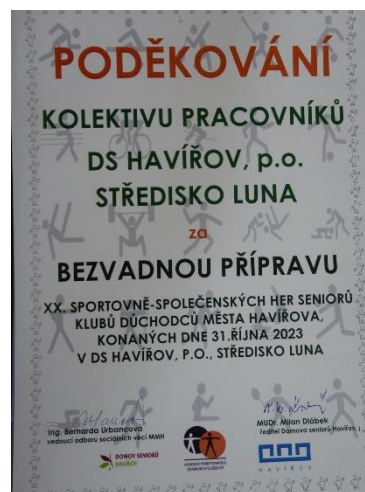 PODĚKOVÁNÍ
KOLEKTIVU PRACOVNÍKŮ
DS HAVÍŘOV, p.o.
STŘEDISKO LUNA
za
BEZVADNOU PŘÍPRAVU
XX. SPORTOVNĚ-SPOLEČENSKÝCH HER SENIORŮ
KLUBŮ DŮCHODCŮ MĚSTA HAVÍŘOVA,
KONANÝCH DNE 31.ŘÍJNA 2023
V DS HAVÍŘOV, P.O., STŘEDISKO LUNA
Ing. Bernarda Urbancová
vedoucí odboru sociálních věcí MMH
MUDr. Milan Dlábek
ředitel Domova seniorů Havířov,
DOMOV SENIORŮ
HAVÍŘOV
HAVÍŘOV